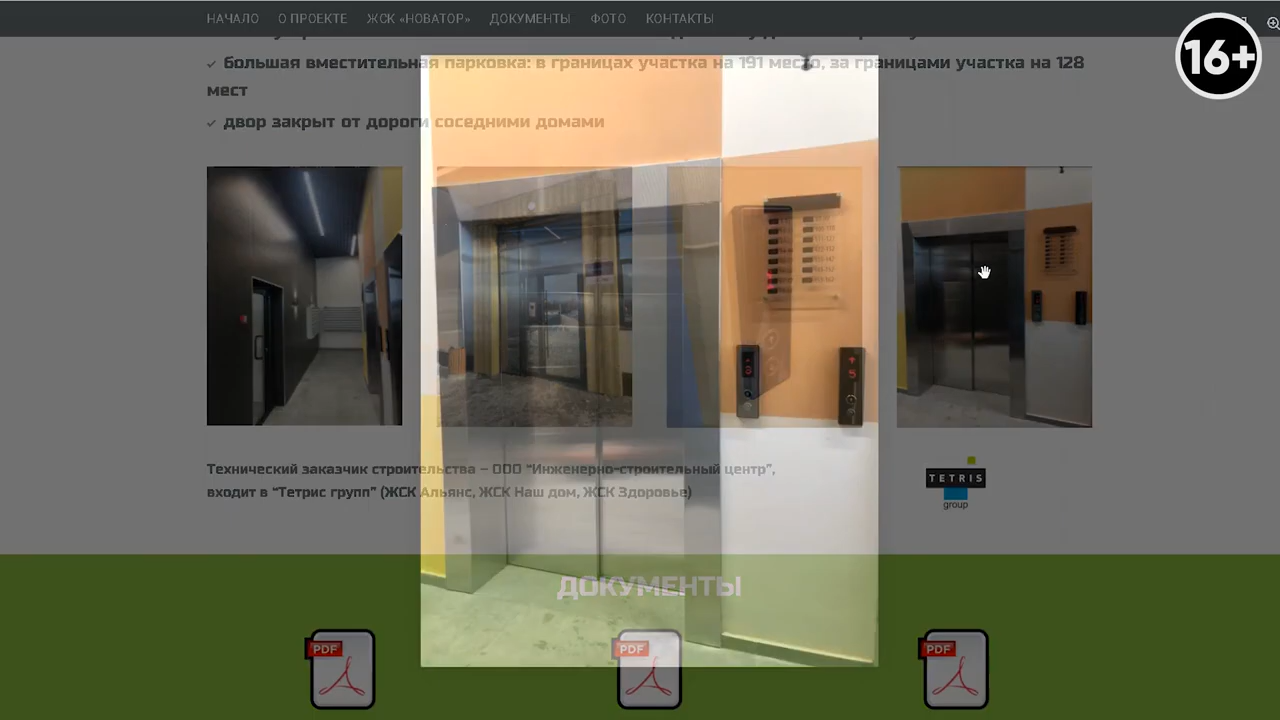 НАЧАЛО О ПРОЕКТЕ ЖСК «НОВАТОР» ДОКУМЕНТЫ ФОТО КОНТАКТЫ
16+
✓ большая вместительная парковка: в границах участка на 191 место, за границами участка на 128
мест
✓ двор закрыт от дороги соседними домами
Технический заказчик строительства – ООО “Инженерно-строительный центр”,
входит в “Тетрис групп” (ЖСК Альянс, ЖСК Наш дом, ЖСК Здоровье)
TETRIS
group
ДОКУМЕНТЫ
PDF PDF PDF